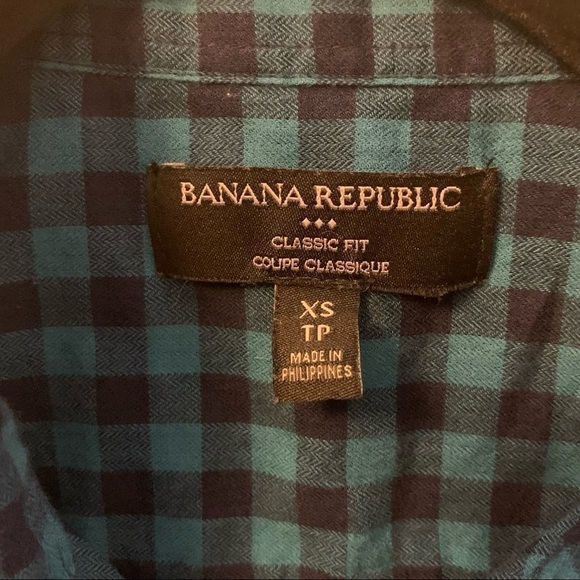 BANANA REPUBLIC
CLASSIC FIT
COUPE CLASSIQUE
XS
TP
MADE IN
PHILIPPINES